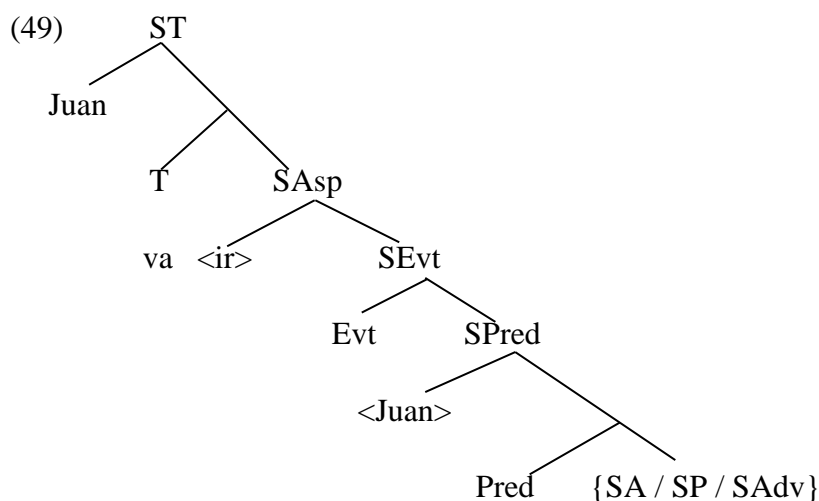 (49) ST
Juan
T SAsp
va <ir> SEvt
Evt SPred
<Juan>
Pred {SA / SP / SAdv}